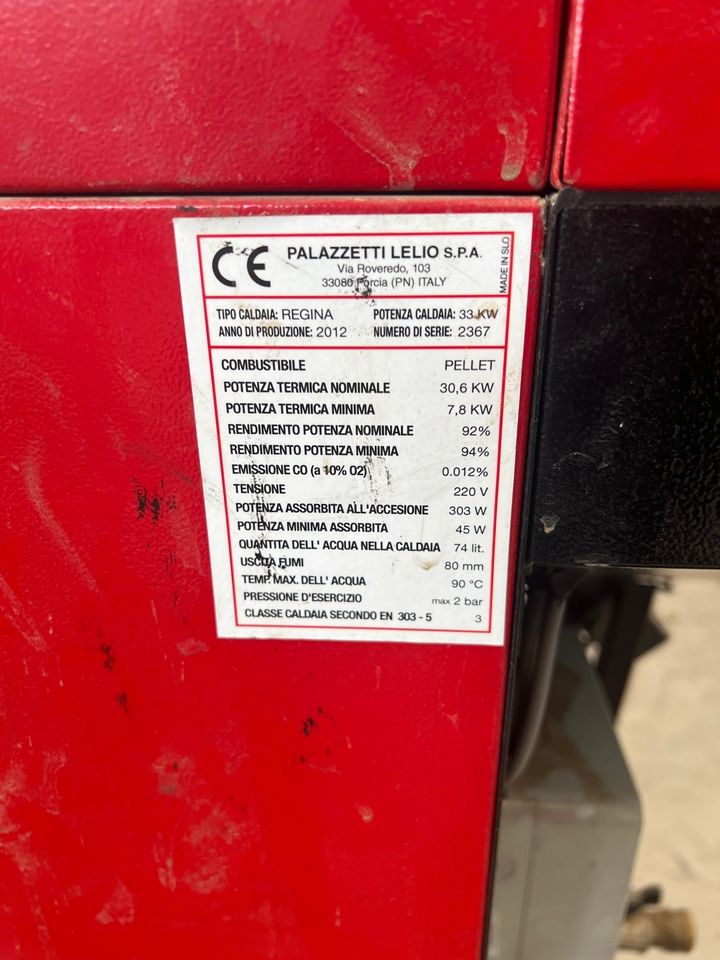 CE
PALAZZETTI LELIO S.P.A.
Via Roveredo, 103
33080 Porcia (PN) ITALY
MADE IN SLO
TIPO CALDAIA: REGINA POTENZA CALDAIA: 33 KW
ANNO DI PRODUZIONE: 2012 NUMERO DI SERIE: 2367
COMBUSTIBILE PELLET
POTENZA TERMICA NOMINALE 30,6 KW
POTENZA TERMICA MINIMA 7,8 KW
RENDIMENTO POTENZA NOMINALE 92%
RENDIMENTO POTENZA MINIMA 94%
EMISSIONE CO (a 10% O2) 0.012%
TENSIONE 220 V
POTENZA ASSORBITA ALL'ACCESIONE 303 W
POTENZA MINIMA ASSORBITA 45 W
QUANTITA DELL' ACQUA NELLA CALDAIA 74 lit.
USCITA FUMI 80 mm
TEMP. MAX. DELL' ACQUA 90 °C
PRESSIONE D'ESERCIZIO max 2 bar
CLASSE CALDAIA SECONDO EN 303 - 5 3